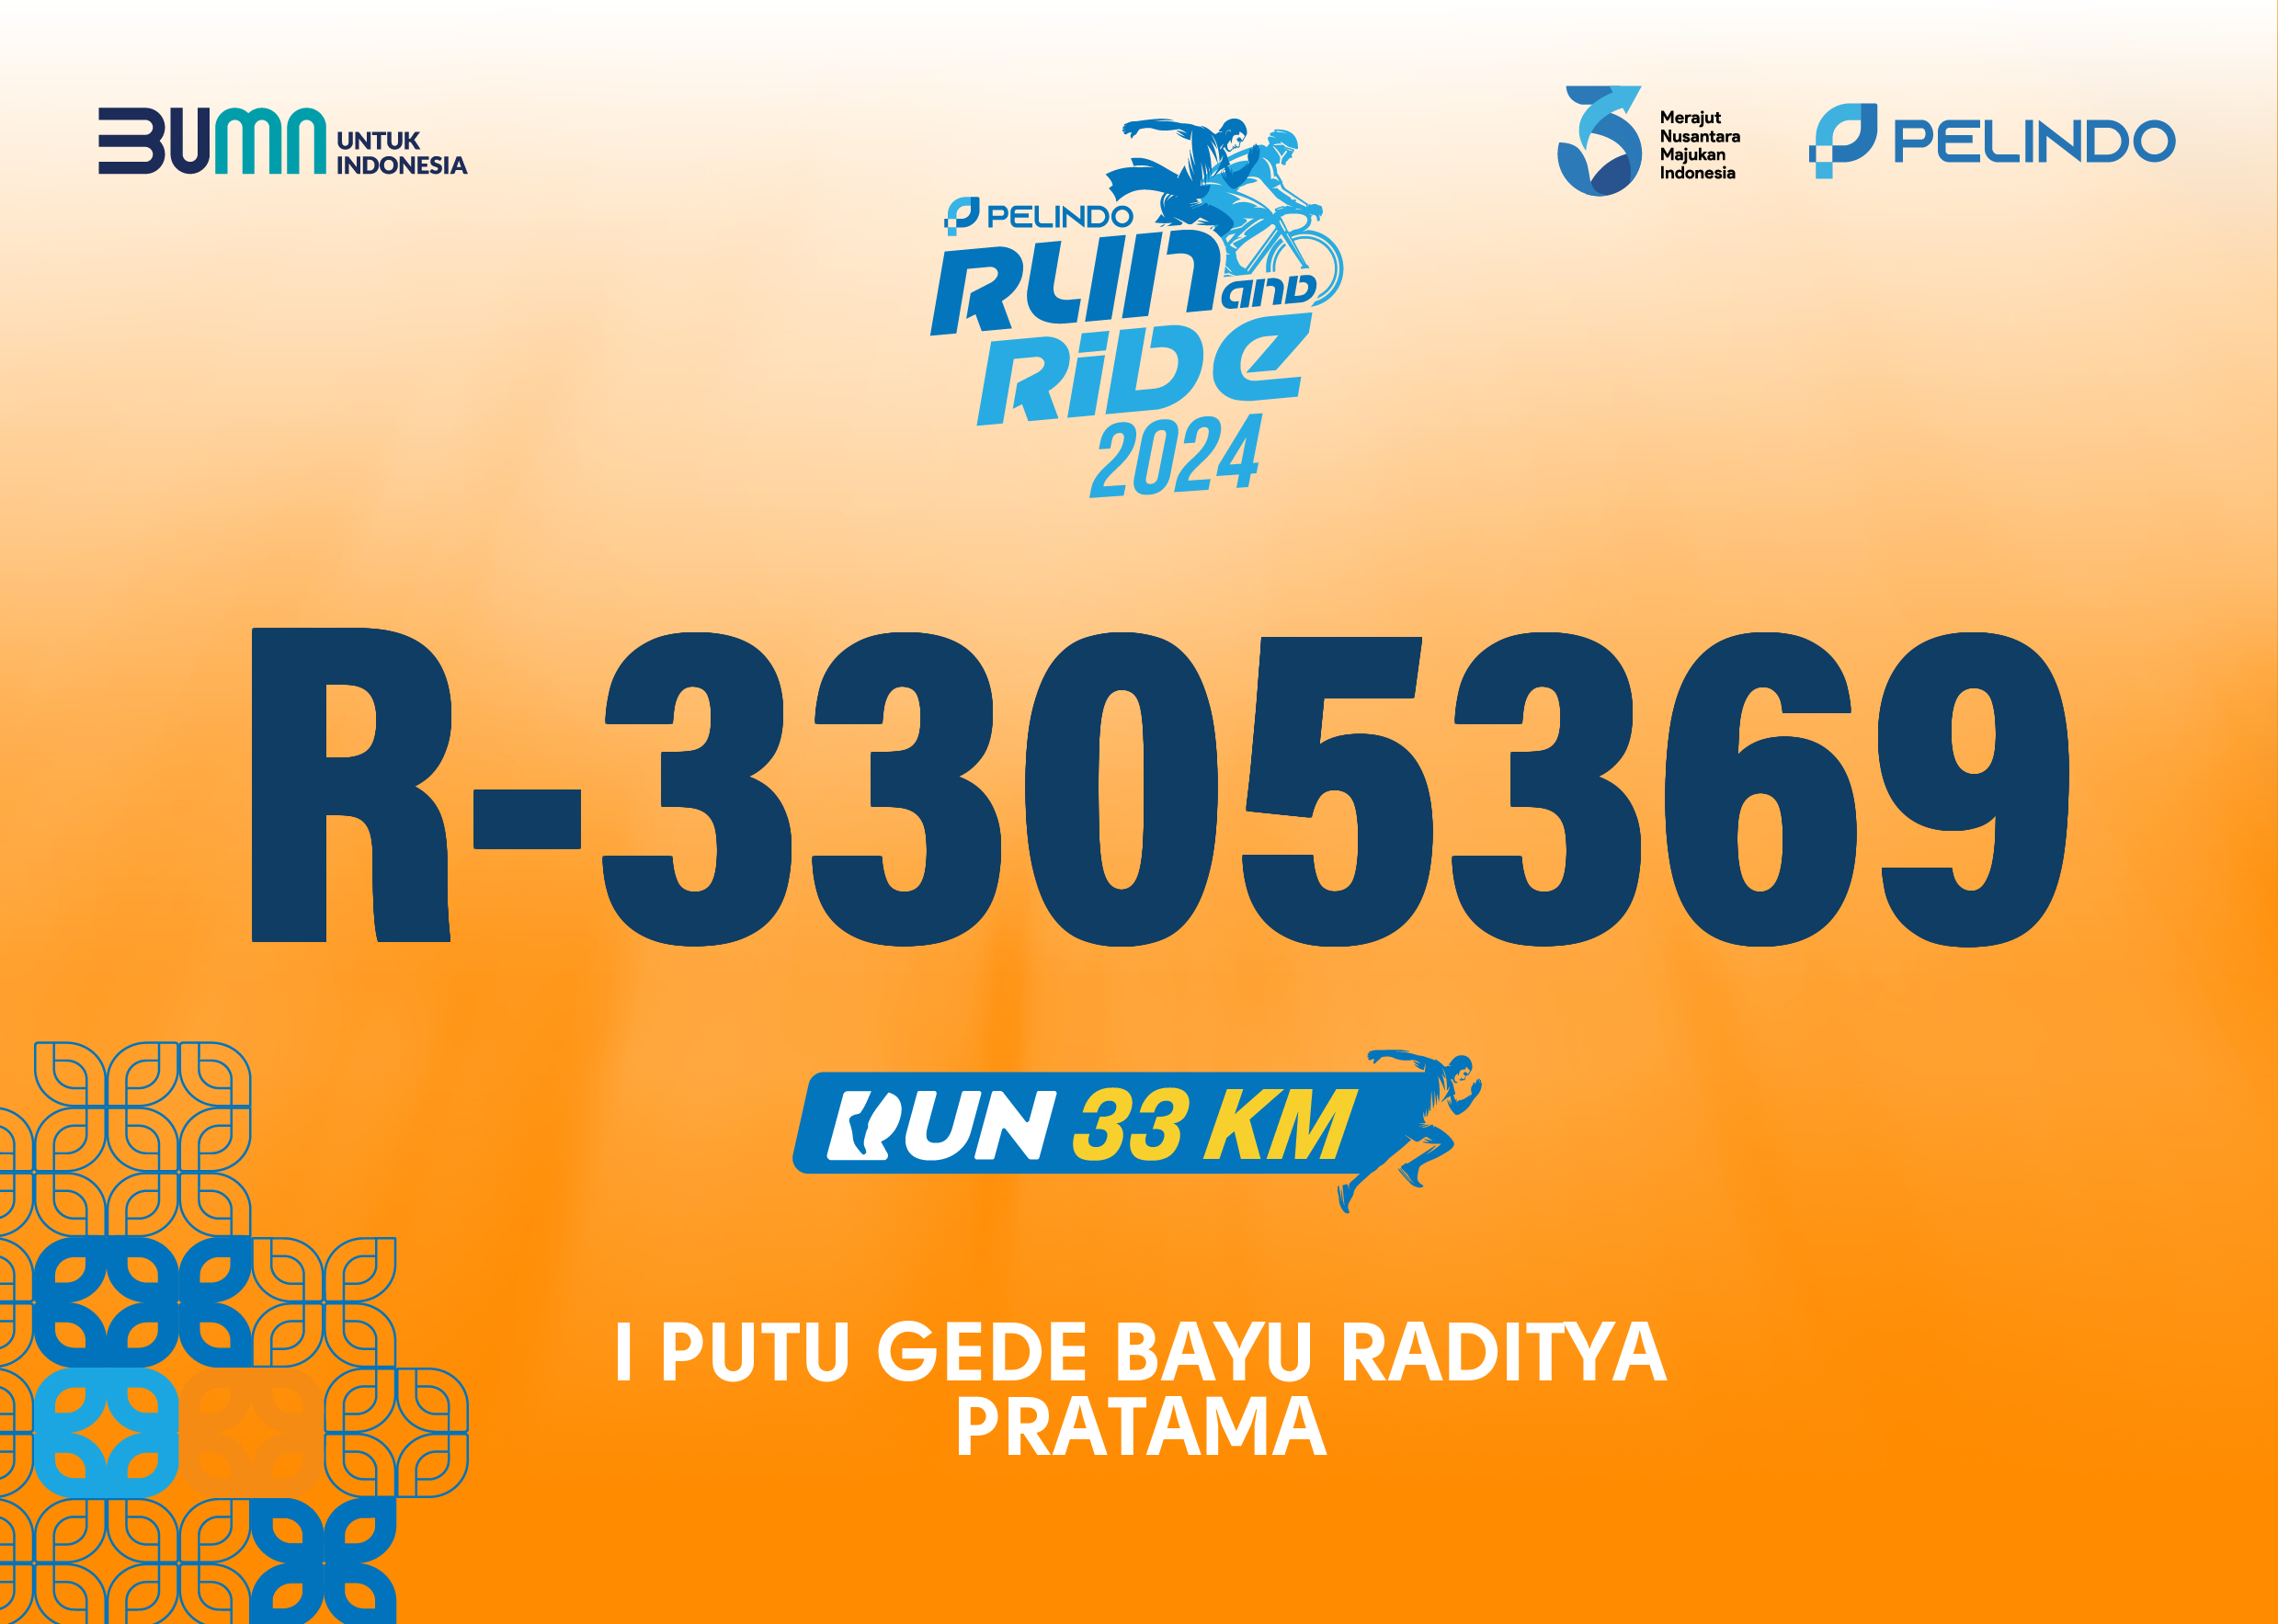 BUMN UNTUK
INDONESIA
PELINDO
RUN AND
RIDE
2024
3
Merajut
Nusantara
Majukan
Indonesia
PELINDO
R-3305369
RUN 33 KM
I PUTU GEDE BAYU RADITYA
PRATAMA